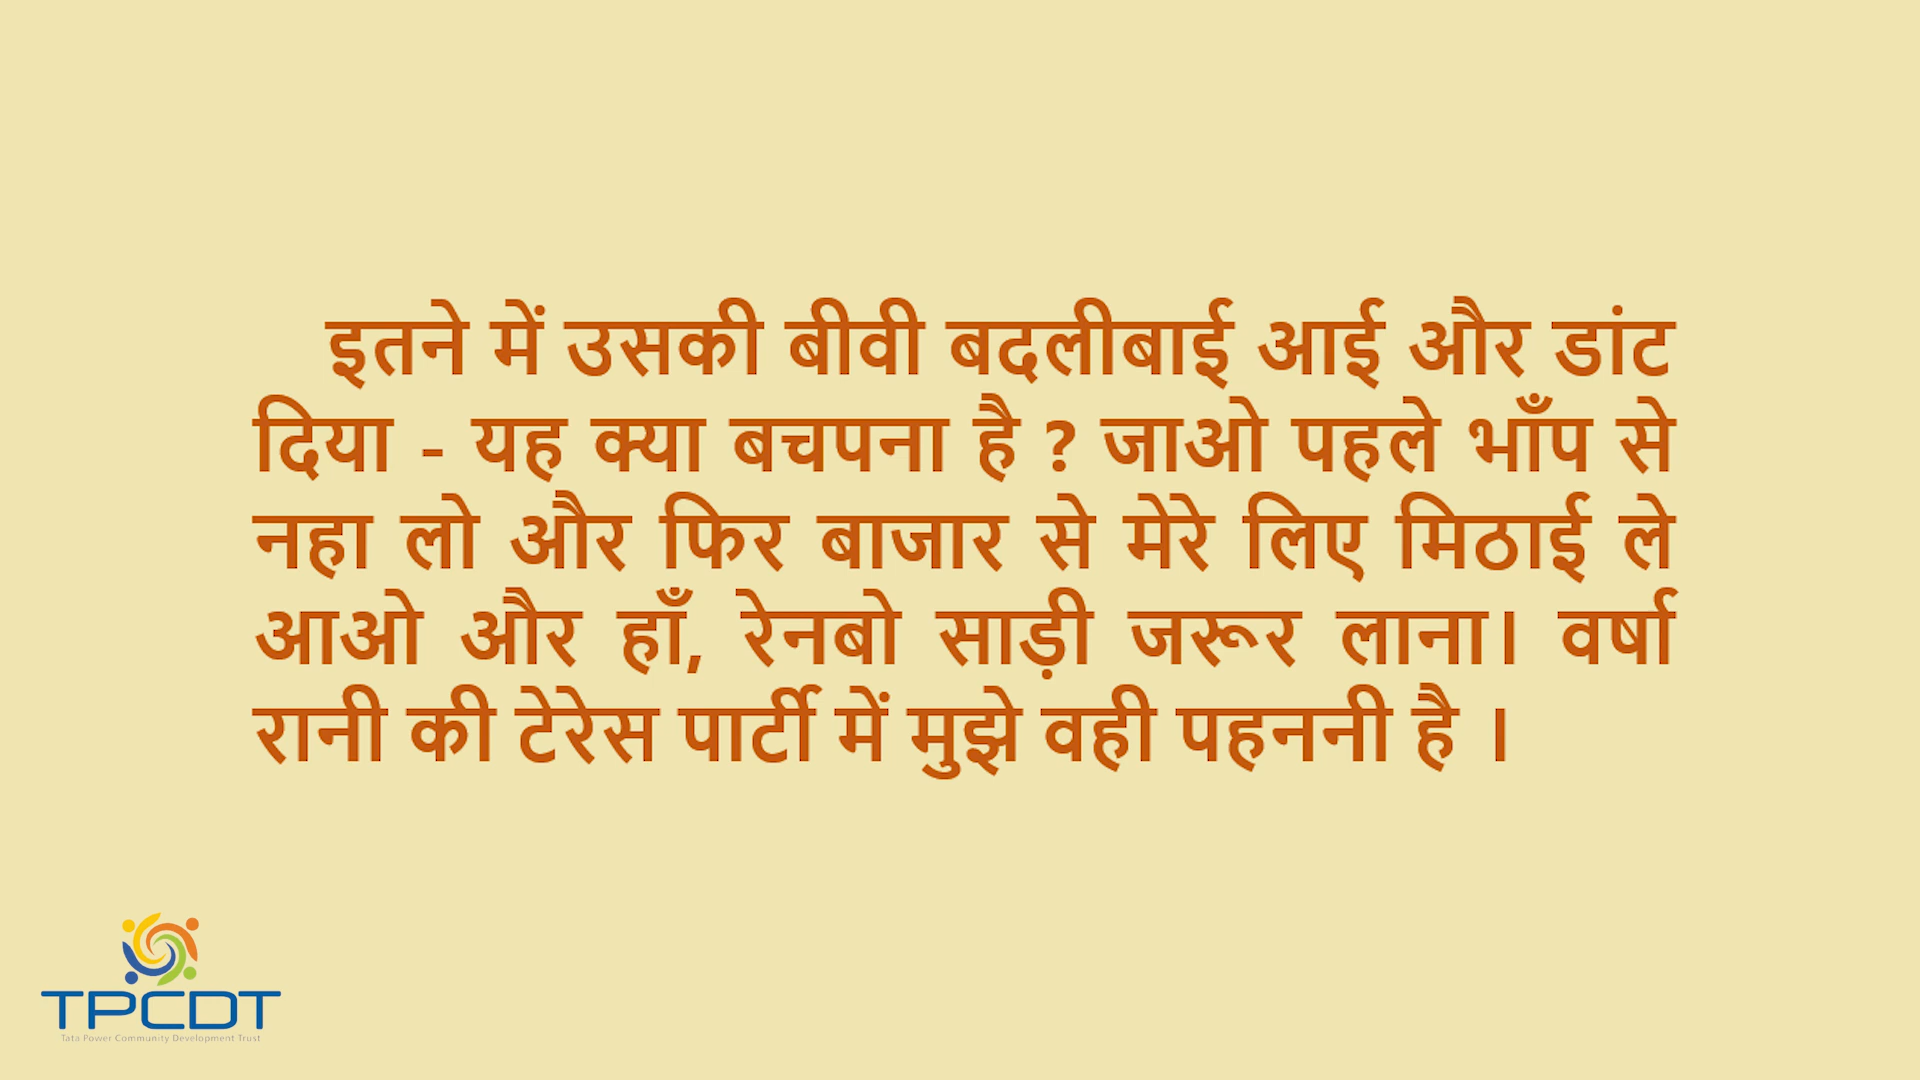 इतने में उसकी बीवी बदलीबाई आई और डांट
दिया - यह क्या बचपना है ? जाओ पहले भाँप से
नहा लो और फिर बाजार से मेरे लिए मिठाई ले
आओ और हाँ, रेनबो साड़ी जरूर लाना। वर्षा
रानी की टेरेस पार्टी में मुझे वही पहननी है ।
TPCDT
Tata Power Community Development Trust